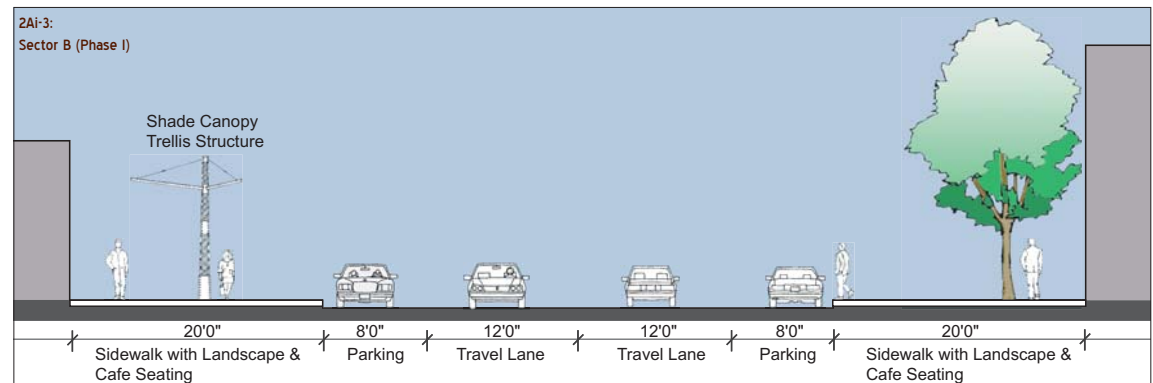 2Ai-3:
Sector B (Phase I)
Shade Canopy
Trellis Structure
20'0" 8'0" 12'0" 12'0" 8'0" 20'0"
Sidewalk with Landscape &
Cafe Seating
Parking
Travel Lane
Travel Lane
Parking
Sidewalk with Landscape &
Cafe Seating